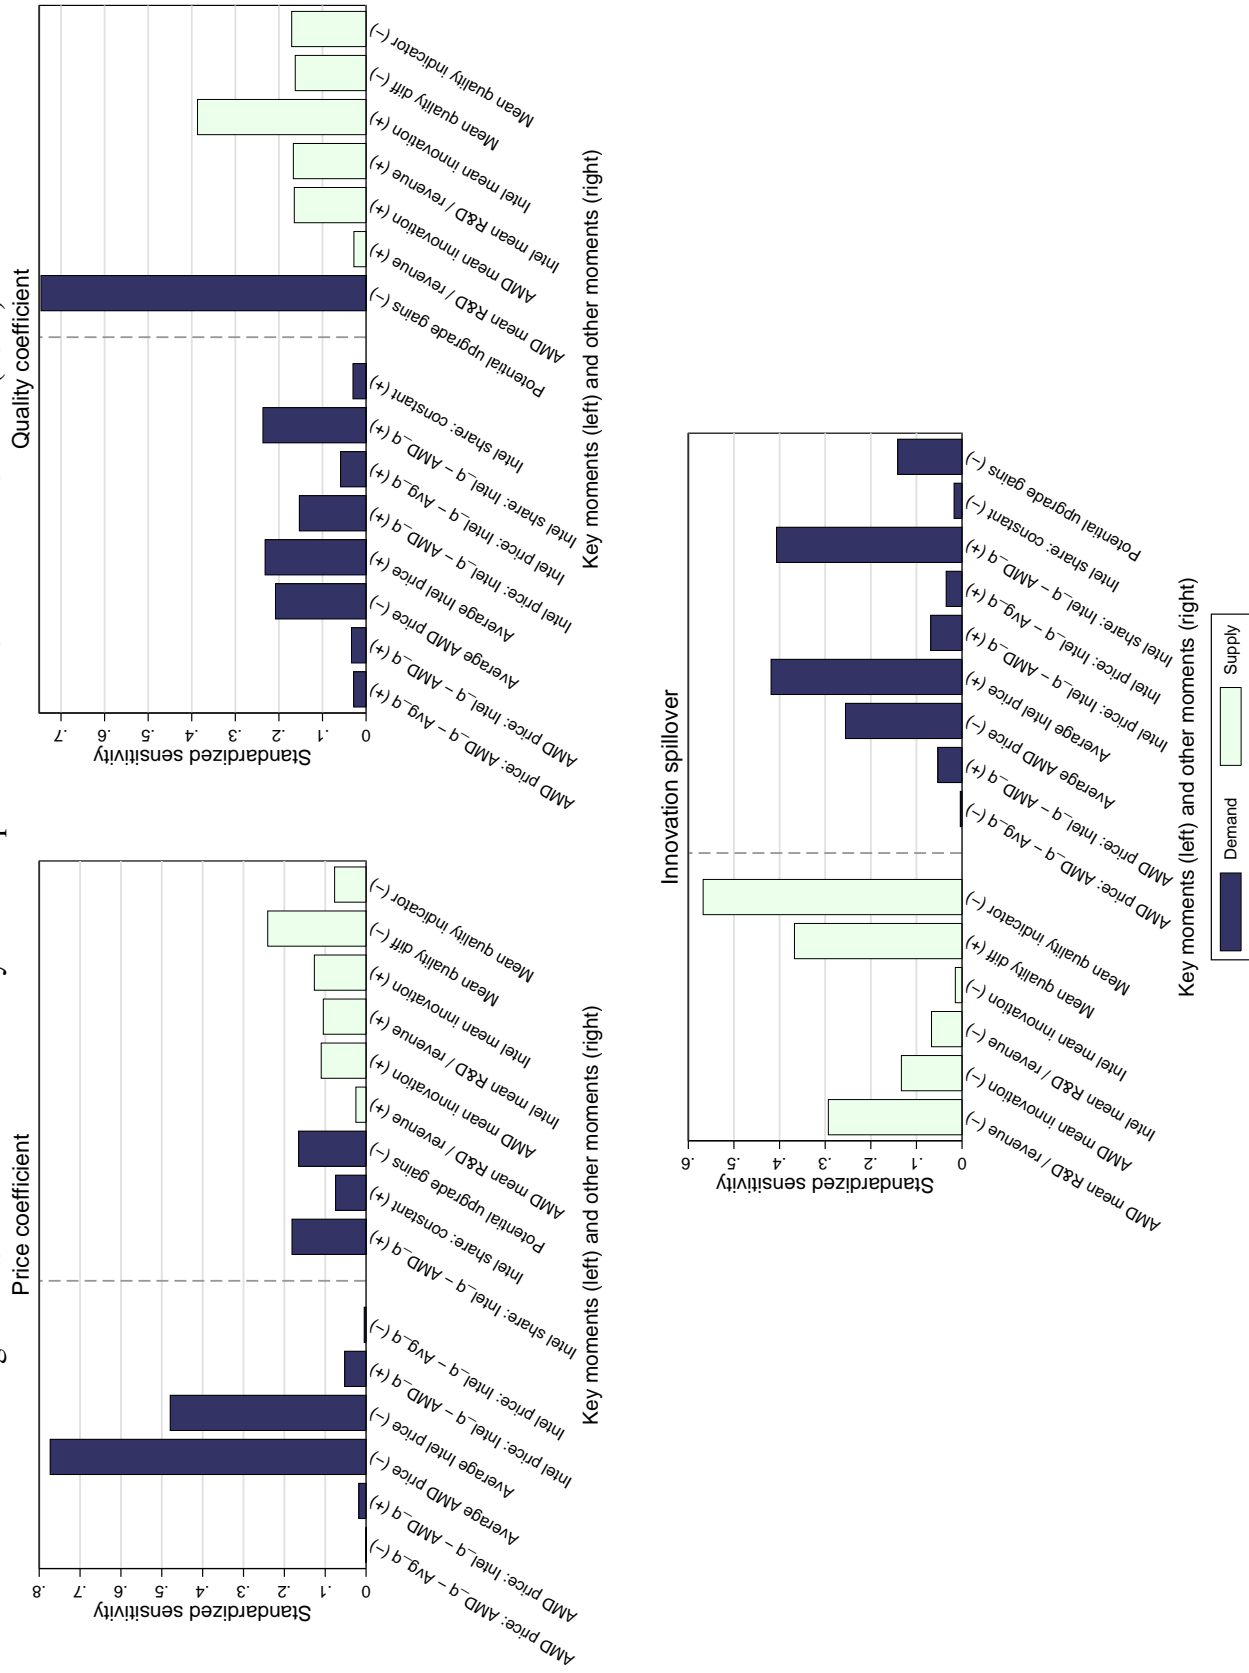 Price coefficient
Standardized sensitivity
0
.1
.2
.3
.4
.5
.6
.7
.8
AMD price: AMD_q – Avg_q (–)
AMD price: Intel_q – AMD_q (+)
Average AMD price (–)
Average Intel price (–)
Intel price: Intel_q – AMD_q (+)
Intel price: Intel_q – Avg_q (–)
Intel share: Intel_q – AMD_q (+)
Intel share: constant (+)
Potential upgrade gains (–)
AMD mean R&D / revenue (+)
AMD mean innovation (+)
Intel mean R&D / revenue (+)
Intel mean innovation (+)
Mean quality diff (–)
Mean quality indicator (–)
Key moments (left) and other moments (right)
Quality coefficient
Standardized sensitivity
0
.1
.2
.3
.4
.5
.6
.7
AMD price: AMD_q – Avg_q (+)
AMD price: Intel_q – AMD_q (+)
Average AMD price (–)
Average Intel price (+)
Intel price: Intel_q – AMD_q (+)
Intel price: Intel_q – Avg_q (+)
Intel share: Intel_q – AMD_q (+)
Intel share: constant (+)
Potential upgrade gains (–)
AMD mean R&D / revenue (+)
AMD mean innovation (+)
Intel mean R&D / revenue (+)
Intel mean innovation (+)
Mean quality diff (–)
Mean quality indicator (–)
Key moments (left) and other moments (right)
Innovation spillover
Standardized sensitivity
0
.1
.2
.3
.4
.5
.6
AMD mean R&D / revenue (–)
AMD mean innovation (–)
Intel mean R&D / revenue (–)
Intel mean innovation (–)
Mean quality diff (+)
Mean quality indicator (–)
AMD price: AMD_q – Avg_q (–)
AMD price: Intel_q – AMD_q (+)
Average AMD price (–)
Average Intel price (+)
Intel price: Intel_q – AMD_q (+)
Intel price: Intel_q – Avg_q (+)
Intel share: Intel_q – AMD_q (+)
Intel share: constant (–)
Potential upgrade gains (–)
Key moments (left) and other moments (right)
Demand
Supply